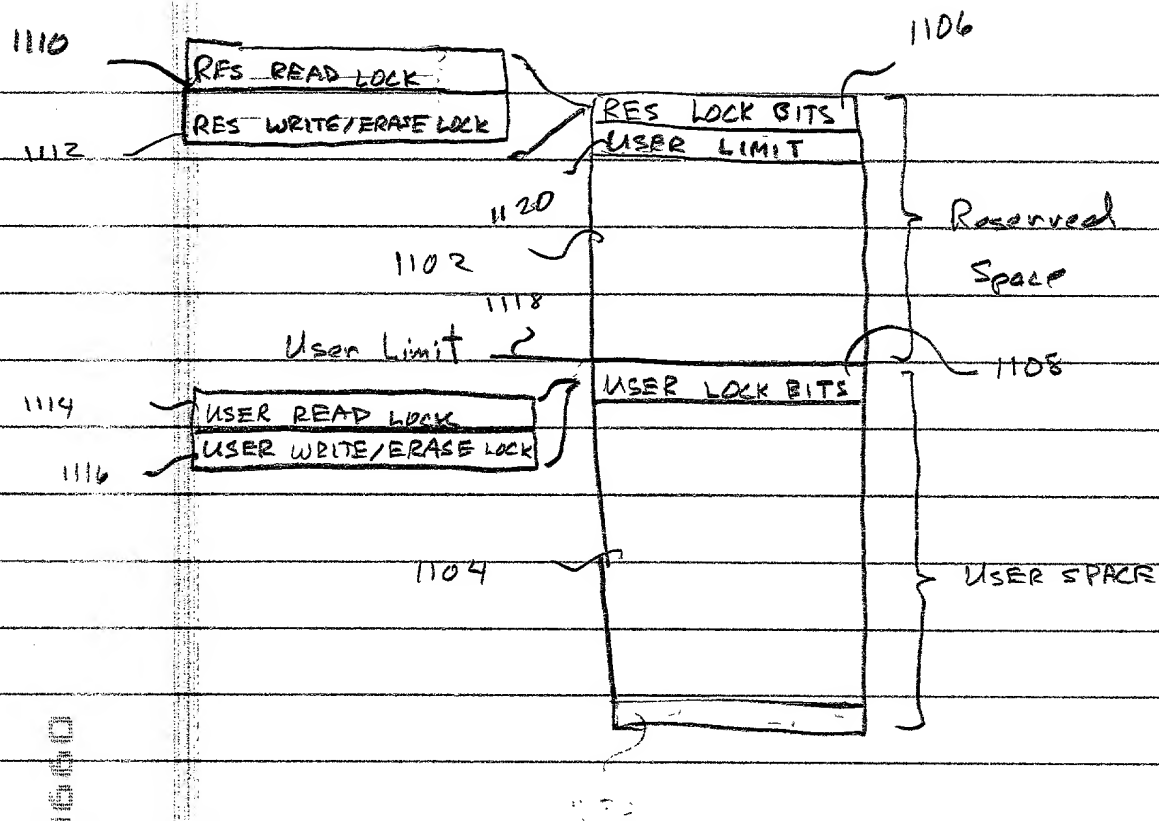 1110
1106
RES READ LOCK
RES LOCK BITS
RES WRITE/ERASE LOCK
USER LIMIT
1112
1120
Reserved
1102
Space
1118
User Limit
1108
USER LOCK BITS
1114
USER READ LOCK
USER WRITE/ERASE LOCK
1116
1104
USER SPACE